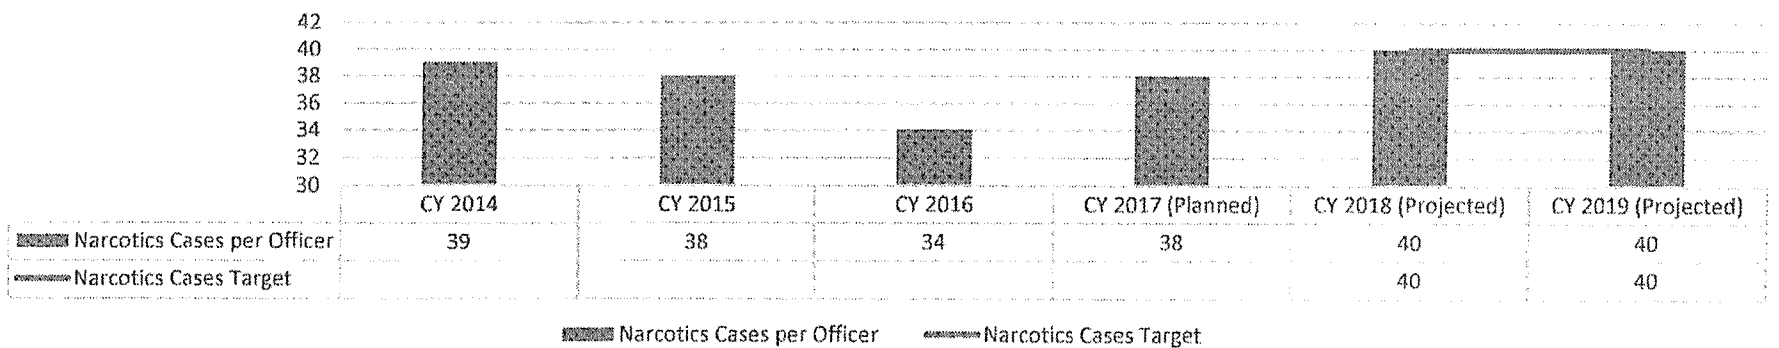 42
40
38
36
34
32
30
CY 2014 CY 2015 CY 2016 CY 2017 (Planned) CY 2018 (Projected) CY 2019 (Projected)
Narcotics Cases per Officer 39 38 34 38 40 40
Narcotics Cases Target 40 40
Narcotics Cases per Officer Narcotics Cases Target